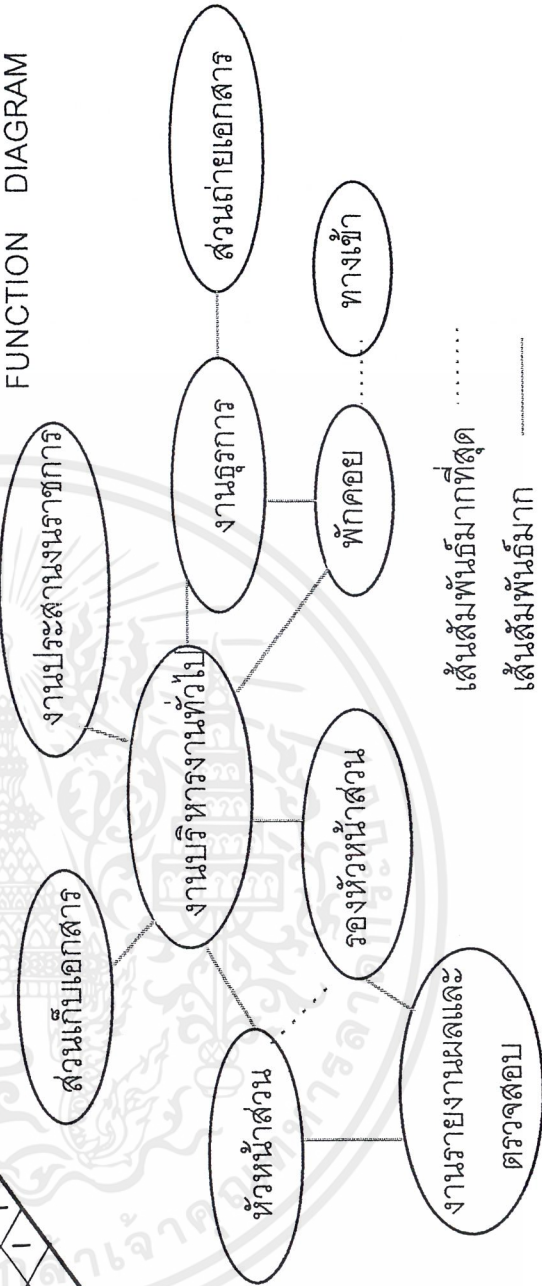 FUNCTION DIAGRAM
งานประสานงนราชการ
ส่วนเก็บเอกสาร
ส่วนถ่ายเอกสาร
งานธุรการ
งานบริหารงานทั่วไป
ทางเข้า
พักคอย
รองหัวหน้าส่วน
หัวหน้าส่วน
งานรายงานผลและ
ตรวจสอบ
เส้นสัมพันธ์มากที่สุด
เส้นสัมพันธ์มาก